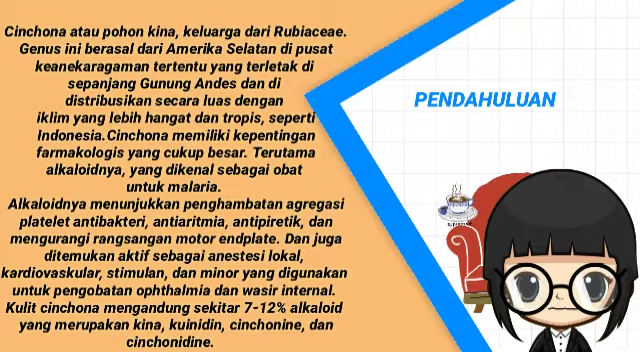 Cinchona atau pohon kina, keluarga dari Rubiaceae.
Genus ini berasal dari Amerika Selatan di pusat
keanekaragaman tertentu yang terletak di
sepanjang Gunung Andes dan di
distribusikan secara luas dengan
iklim yang lebih hangat dan tropis, seperti
Indonesia.Cinchona memiliki kepentingan
farmakologis yang cukup besar. Terutama
alkaloidnya, yang dikenal sebagai obat
untuk malaria.
Alkaloidnya menunjukkan penghambatan agregasi
platelet antibakteri, antiaritmia, antipiretik, dan
mengurangi rangsangan motor endplate. Dan juga
ditemukan aktif sebagai anestesi lokal,
kardiovaskular, stimulan, dan minor yang digunakan
untuk pengobatan ophthalmia dan wasir internal.
Kulit cinchona mengandung sekitar 7-12% alkaloid
yang merupakan kina, kuinidin, cinchonine, dan
cinchonidine.
PENDAHULUAN